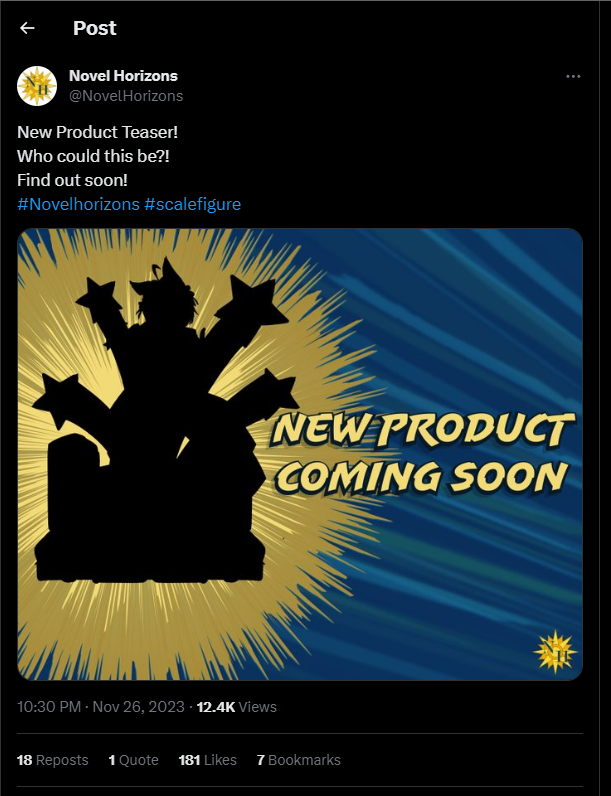 Post
Novel Horizons
@NovelHorizons
New Product Teaser!
Who could this be?!
Find out soon!
#Novelhorizons #scalefigure
NEW PRODUCT
COMING SOON
NH
10:30 PM · Nov 26, 2023 · 12.4K Views
18 Reposts 1 Quote 181 Likes 7 Bookmarks